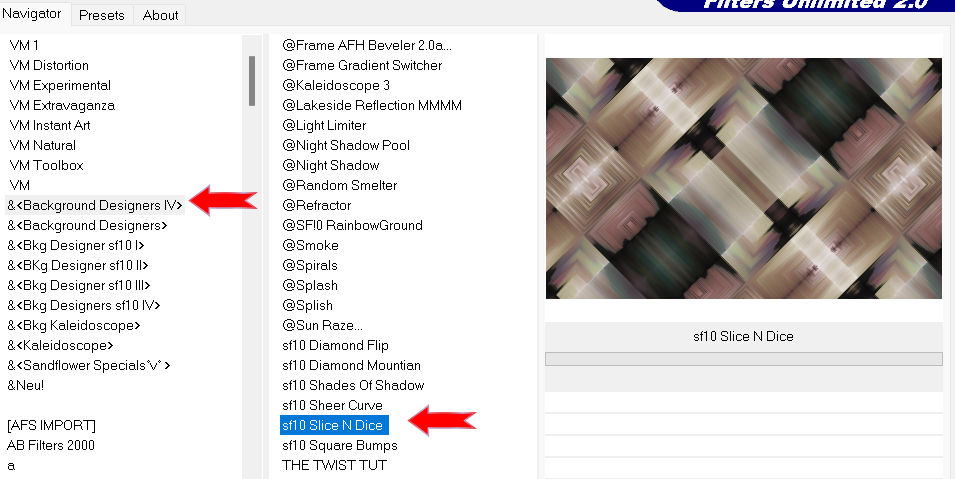 Filters Unlimited 2.0
Navigator Presets About
VM 1
VM Distortion
VM Experimental
VM Extravaganza
VM Instant Art
VM Natural
VM Toolbox
VM
&<Background Designers IV>
&<Background Designers>
&<Bkg Designer sf10 I>
&<BKg Designer sf10 II>
&<Bkg Designer sf10 III>
&<Bkg Designers sf10 IV>
&<Bkg Kaleidoscope>
&<Kaleidoscope>
&<Sandflower Specials°v°>
&Neu!
[AFS IMPORT]
AB Filters 2000
a
@Frame AFH Beveler 2.0a...
@Frame Gradient Switcher
@Kaleidoscope 3
@Lakeside Reflection MMMM
@Light Limiter
@Night Shadow Pool
@Night Shadow
@Random Smelter
@Refractor
@SF!0 RainbowGround
@Smoke
@Spirals
@Splash
@Splish
@Sun Raze...
sf10 Diamond Flip
sf10 Diamond Mountian
sf10 Shades Of Shadow
sf10 Sheer Curve
sf10 Slice N Dice
sf10 Square Bumps
THE TWIST TUT
sf10 Slice N Dice